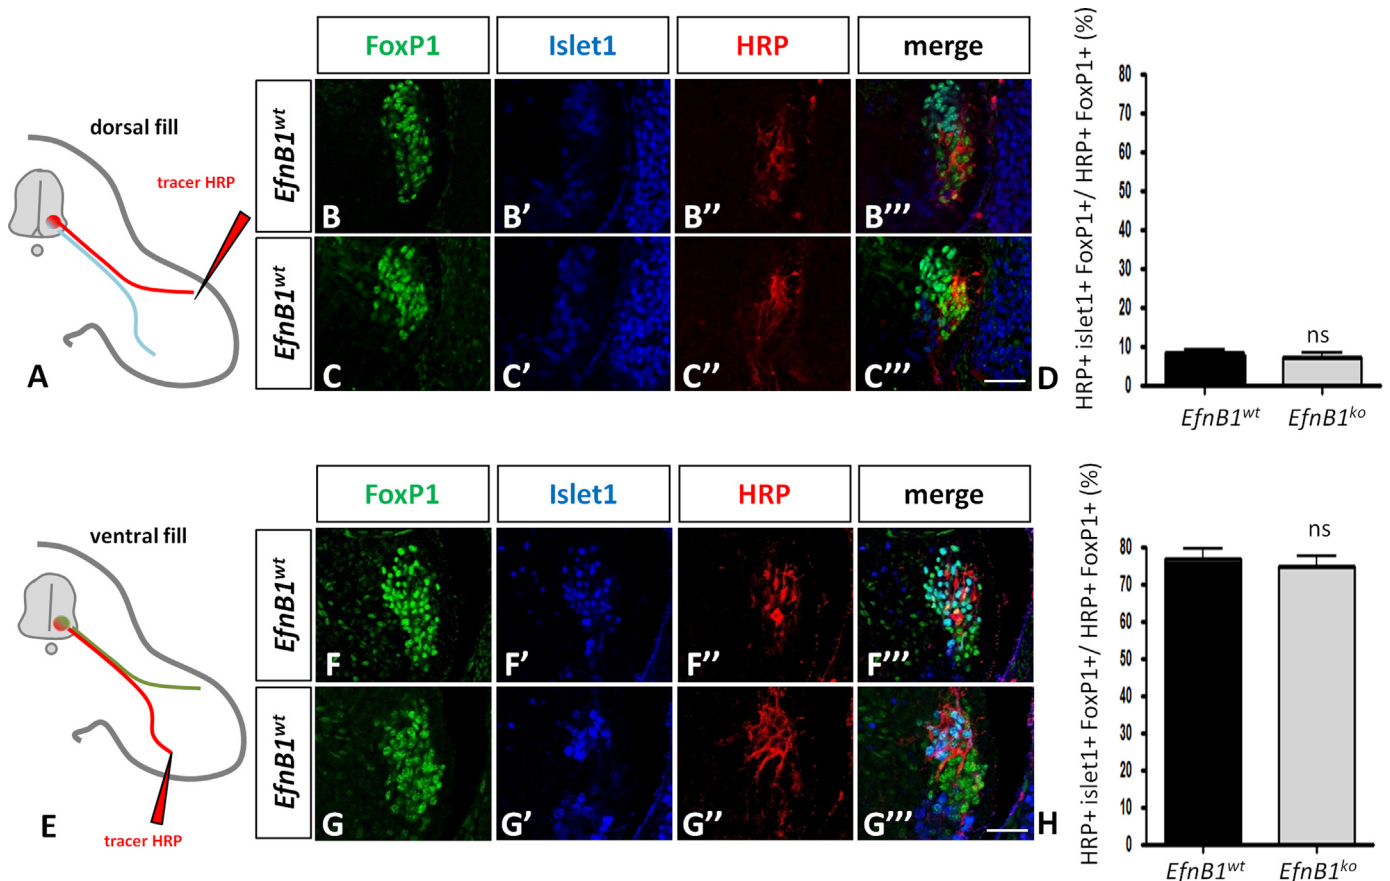 FoxP1 Islet1 HRP merge
dorsal fill
tracer HRP
A
EfnB1wt
B B’ B’’ B’’’
EfnB1wt
C C’ C’’ C’’’
D
HRP+ islet1+ FoxP1+/ HRP+ FoxP1+ (%)
80
70
60
50
40
30
20
10
0
ns
EfnB1wt EfnB1ko
FoxP1 Islet1 HRP merge
ventral fill
tracer HRP
E
EfnB1wt
F F’ F’’ F’’’
EfnB1wt
G G’ G’’ G’’’
H
HRP+ islet1+ FoxP1+/ HRP+ FoxP1+ (%)
80
70
60
50
40
30
20
10
0
ns
EfnB1wt EfnB1ko